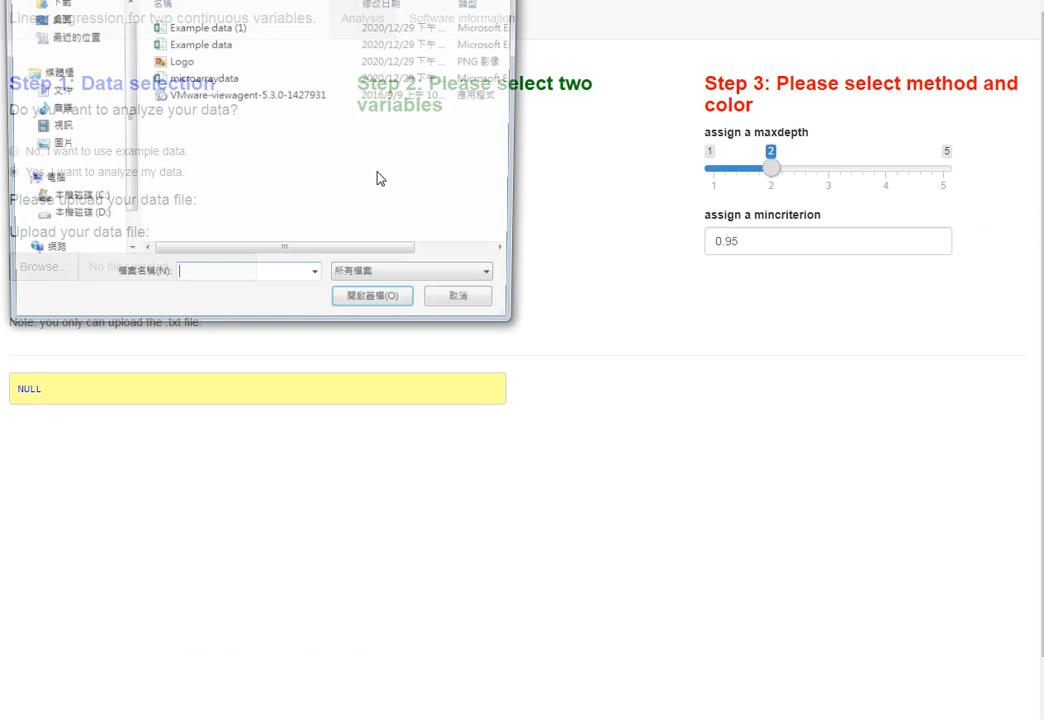 Linear regression for two continuous variables.
Analysis
Software information
下載
桌面
最近的位置
媒體櫃
文件
音樂
視訊
圖片
電腦
本機磁碟 (C:)
本機磁碟 (D:)
網路
名稱
修改日期
類型
Example data (1)
2020/12/29 下午 ...
Microsoft E
Example data
2020/12/29 下午 ...
Microsoft E
Logo
2020/12/29 下午 ...
PNG 影像
microarraydata
2020/12/29 下午 ...
Microsoft E
VMware-viewagent-5.3.0-1427931
2016/9/9 上午 10...
應用程式
檔案名稱(N):
所有檔案
開啟舊檔(O)
取消
Step 1: Data selection
Do you want to analyze your data?
No, I want to use example data.
Yes, I want to analyze my data.
Please upload your data file:
Upload your data file:
Browse...
No file selected
Note: you only can upload the .txt file.
Step 2: Please select two
variables
Step 3: Please select method and
color
assign a maxdepth
1
2
5
1 2 3 4 5
assign a mincriterion
0.95
NULL